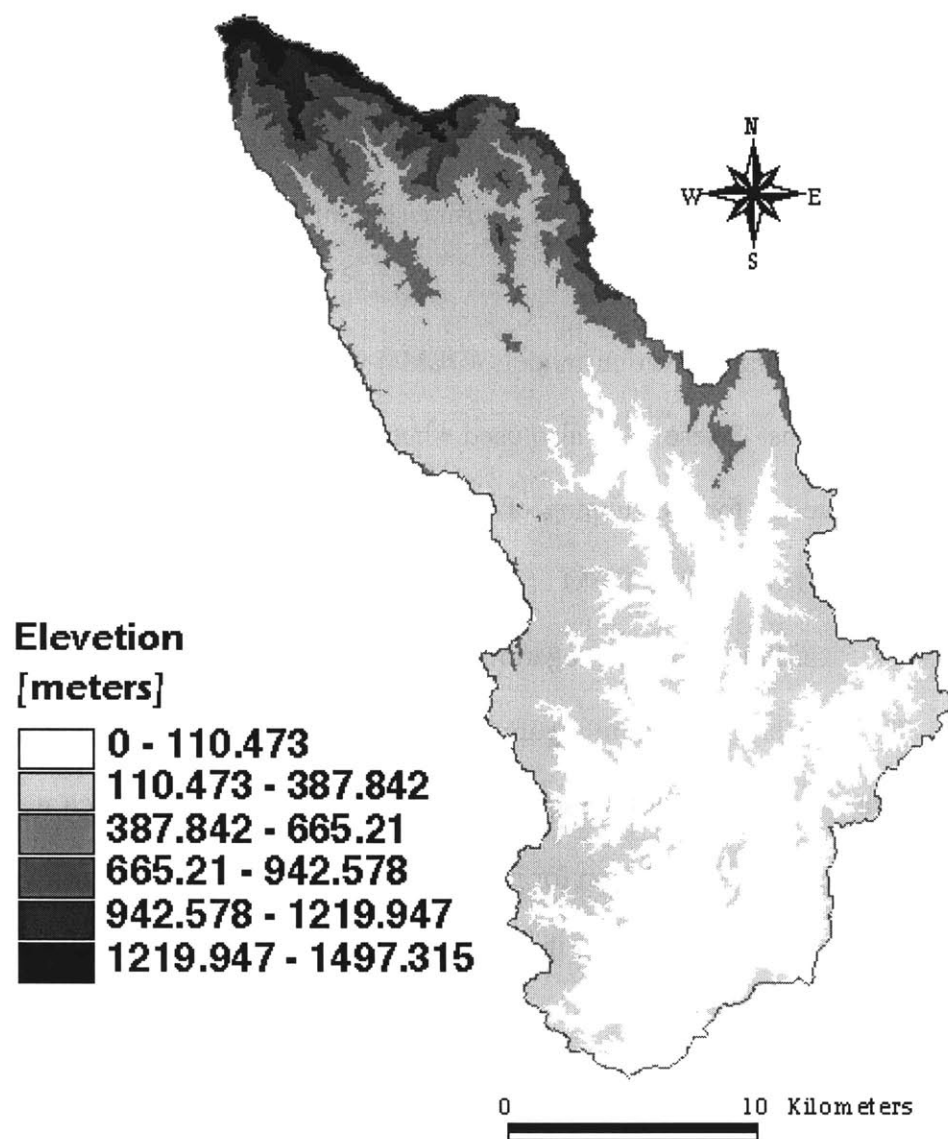 N
W E
S
Elevetion
[meters]
0 - 110.473
110.473 - 387.842
387.842 - 665.21
665.21 - 942.578
942.578 - 1219.947
1219.947 - 1497.315
0 10 Kilometers